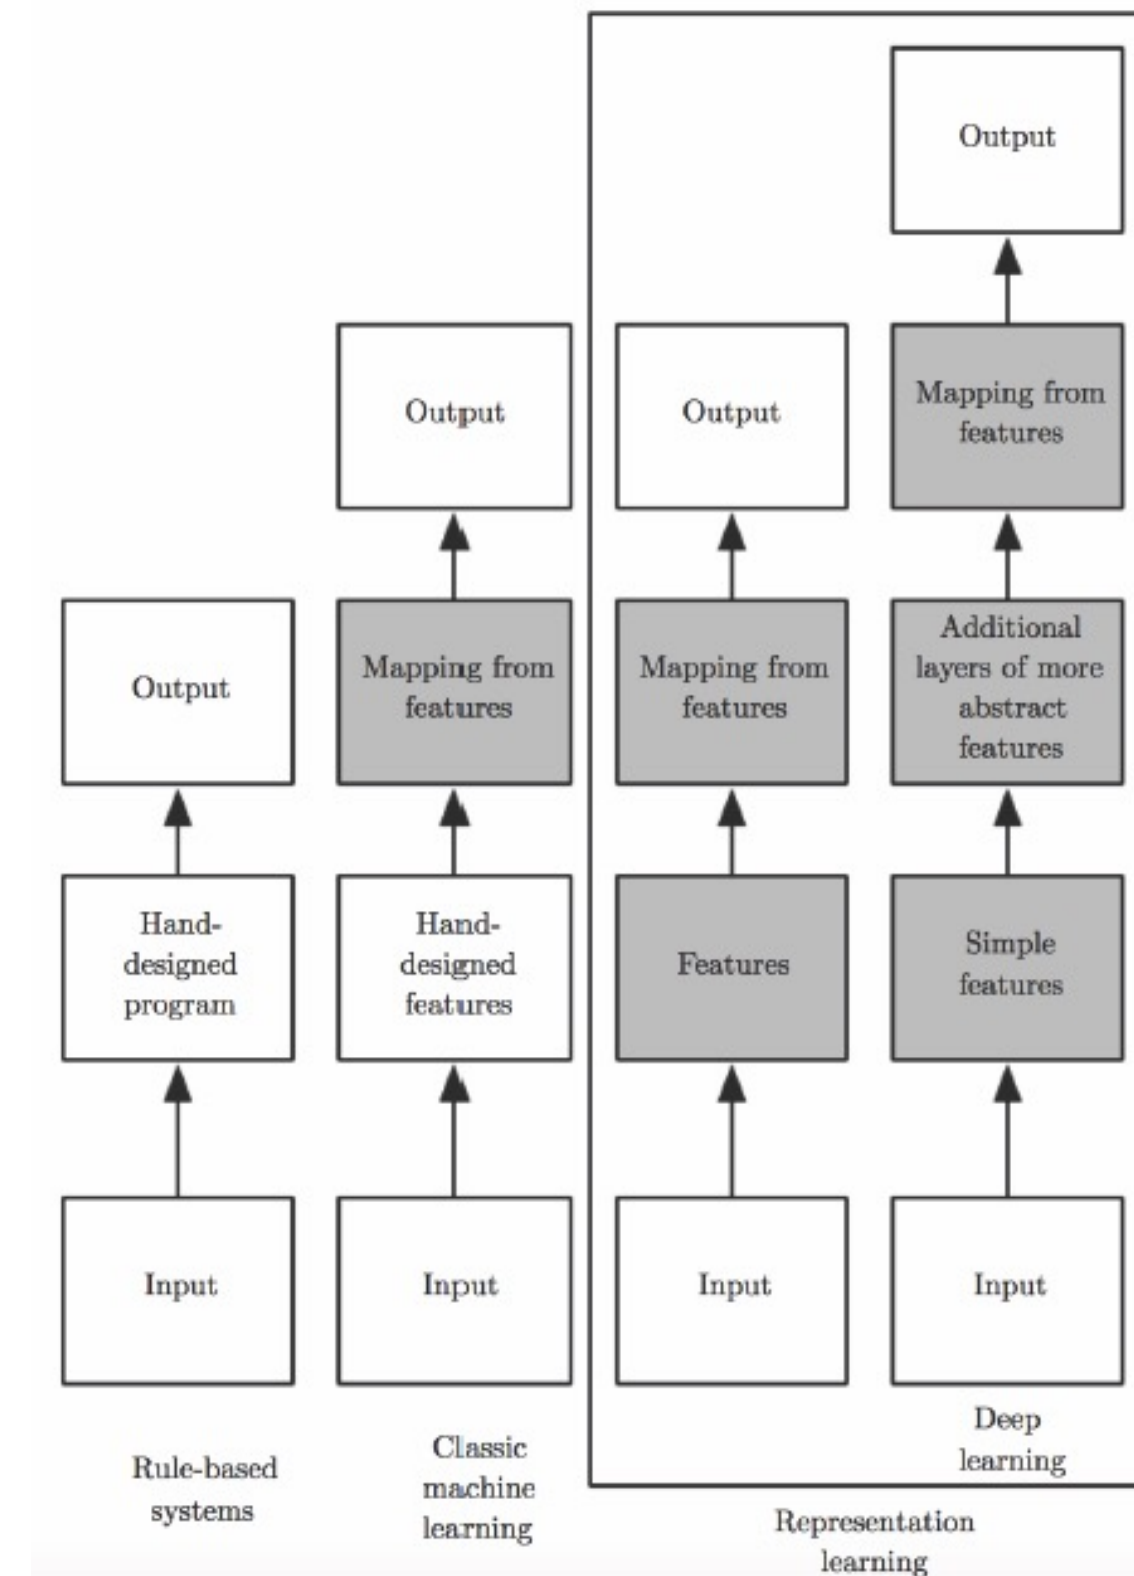 Output
Output
Output
Mapping from
features
Output
Mapping from
features
Mapping from
features
Additional
layers of more
abstract
features
Hand-
designed
program
Hand-
designed
features
Features
Simple
features
Input
Input
Input
Input
Rule-based
systems
Classic
machine
learning
Deep
learning
Representation
learning